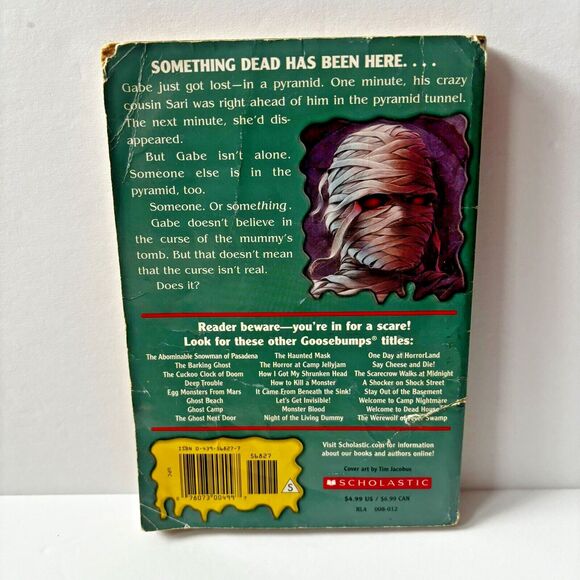 SOMETHING DEAD HAS BEEN HERE. . . .
Gabe just got lost—in a pyramid. One minute, his crazy
cousin Sari was right ahead of him in the pyramid tunnel.
The next minute, she'd dis-
appeared.
But Gabe isn't alone.
Someone else is in the
pyramid, too.
Someone. Or something.
Gabe doesn't believe in
the curse of the mummy's
tomb. But that doesn't mean
that the curse isn't real.
Does it?
Reader beware—you're in for a scare!
Look for these other Goosebumps® titles:
The Abominable Snowman of Pasadena
The Barking Ghost
The Cuckoo Clock of Doom
Deep Trouble
Egg Monsters From Mars
Ghost Beach
Ghost Camp
The Ghost Next Door
The Haunted Mask
The Horror at Camp Jellyjam
How I Got My Shrunken Head
How to Kill a Monster
It Came From Beneath the Sink!
Let's Get Invisible!
Monster Blood
Night of the Living Dummy
One Day at HorrorLand
Say Cheese and Die!
The Scarecrow Walks at Midnight
A Shocker on Shock Street
Stay Out of the Basement
Welcome to Camp Nightmare
Welcome to Dead House
The Werewolf of Swamp
ISBN 0-439-56827-7
56827
S
Visit Scholastic.com for information
about our books and authors online!
Cover art by Tim Jacobus
SCHOLASTIC
$4.99 US / $6.99 CAN
RLA 008-012